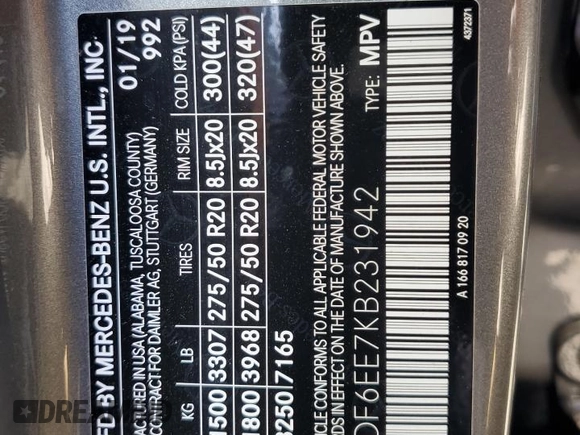 FD BY MERCEDES-BENZ U.S. INTL., INC
ACTURED IN USA (ALABAMA, TUSCALOOSA COUNTY)
CONTRACT FOR DAIMLER AG, STUTTGART (GERMANY)
01/19
992
KG LB TIRES RIM SIZE COLD KPA(PSI)
1500 3307 275/50 R20 8.5Jx20 300(44)
1800 3968 275/50 R20 8.5Jx20 320(47)
3250 7165
VEHICLE CONFORMS TO ALL APPLICABLE FEDERAL MOTOR VEHICLE SAFETY
IN EFFECT ON THE DATE OF MANUFACTURE SHOWN ABOVE.
DF6EE7KB231942 TYPE: MPV
A 166 817 09 20
4372371